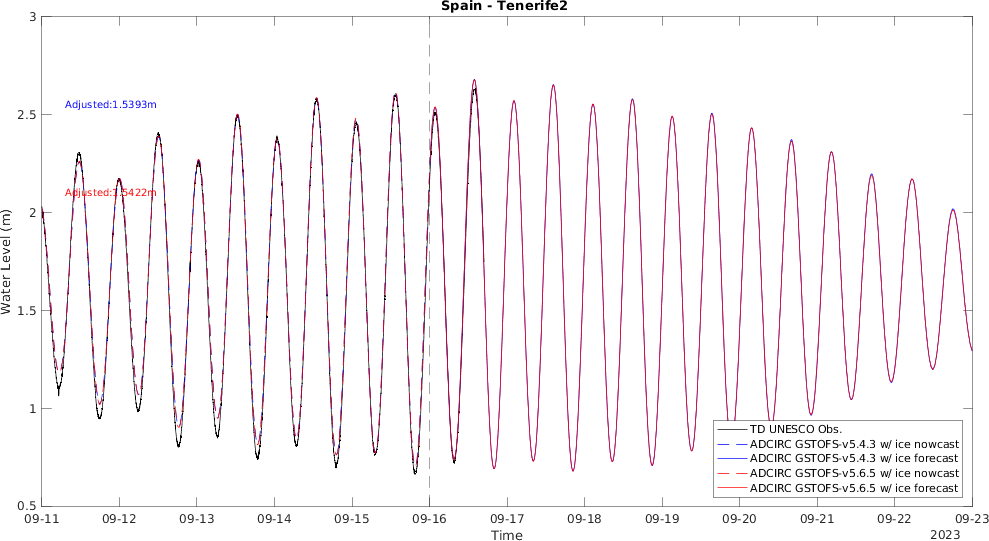 Spain - Tenerife2
Water Level (m)
3
2.5
2
1.5
1
0.5
Adjusted:1.5393m
Adjusted:1.5422m
TD UNESCO Obs.
ADCIRC GSTOFS-v5.4.3 w/ ice nowcast
ADCIRC GSTOFS-v5.4.3 w/ ice forecast
ADCIRC GSTOFS-v5.6.5 w/ ice nowcast
ADCIRC GSTOFS-v5.6.5 w/ ice forecast
09-11 09-12 09-13 09-14 09-15 09-16 09-17 09-18 09-19 09-20 09-21 09-22 09-23
Time
2023